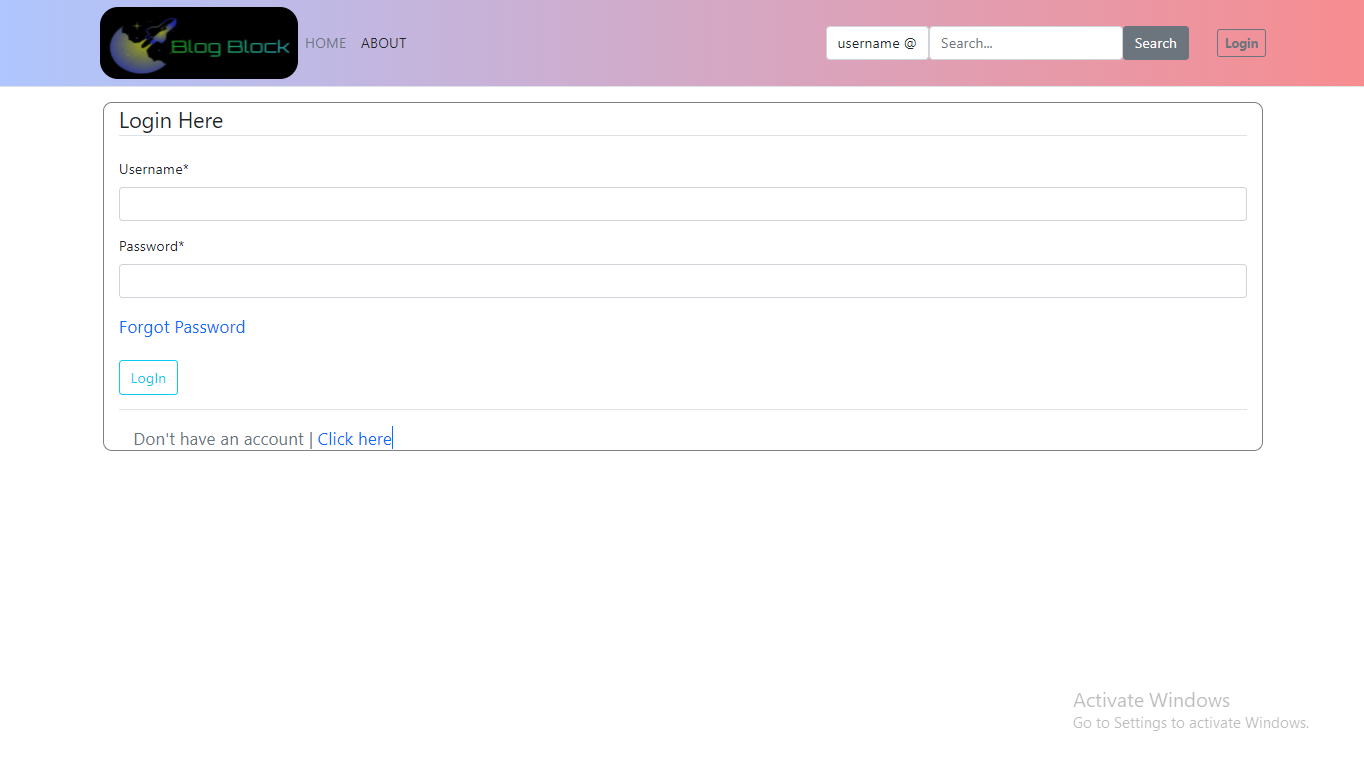 Blog Block HOME ABOUT username @ Search... Search Login
Login Here
Username*
Password*
Forgot Password
LogIn
Don't have an account | Click here
Activate Windows
Go to Settings to activate Windows.